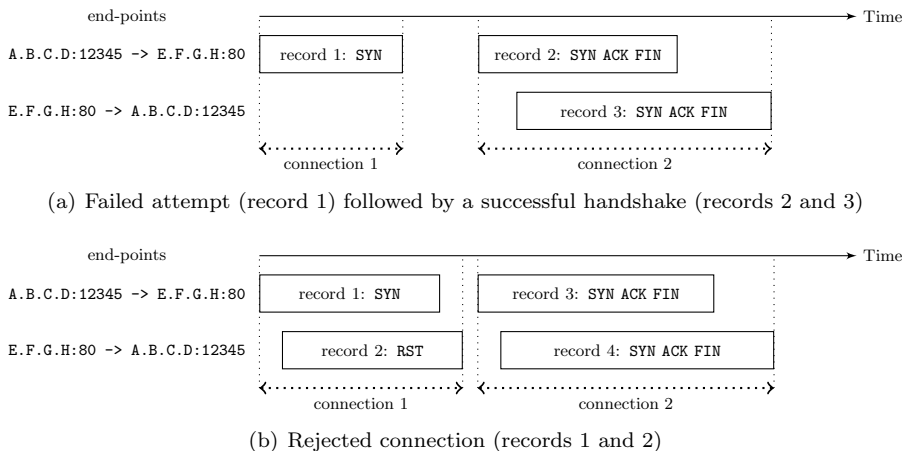 end-points Time
A.B.C.D:12345 -> E.F.G.H:80 record 1: SYN record 2: SYN ACK FIN
E.F.G.H:80 -> A.B.C.D:12345 record 3: SYN ACK FIN
connection 1 connection 2
(a) Failed attempt (record 1) followed by a successful handshake (records 2 and 3)
end-points Time
A.B.C.D:12345 -> E.F.G.H:80 record 1: SYN record 3: SYN ACK FIN
E.F.G.H:80 -> A.B.C.D:12345 record 2: RST record 4: SYN ACK FIN
connection 1 connection 2
(b) Rejected connection (records 1 and 2)